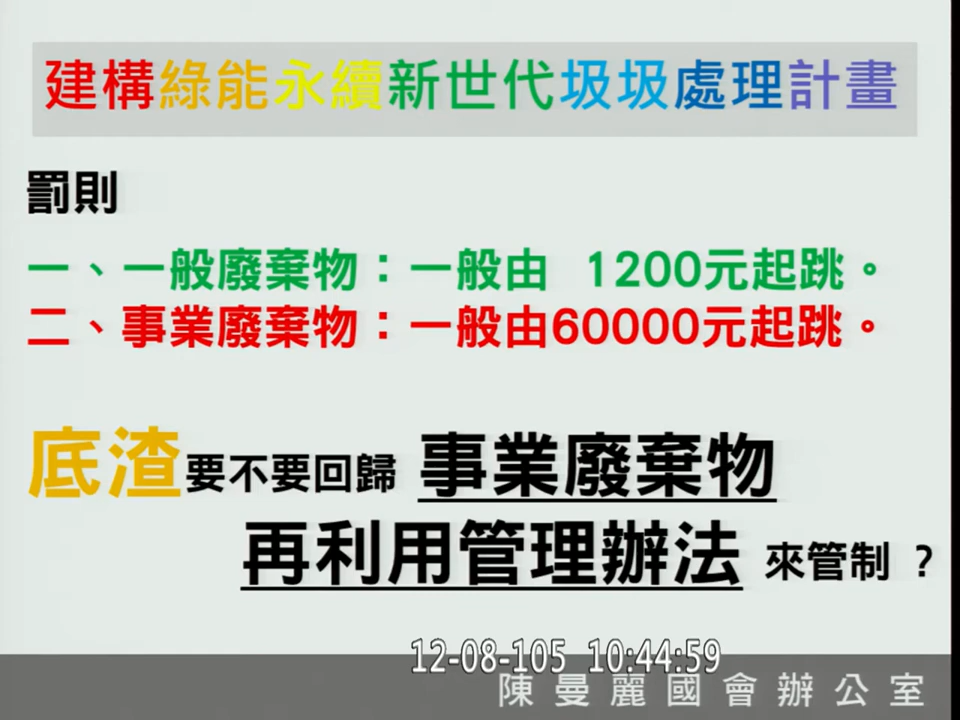 建構綠能永續新世代圾圾處理計畫
罰則
一、一般廢棄物：一般由 1200元起跳。
二、事業廢棄物：一般由60000元起跳。
底渣要不要回歸 事業廢棄物
再利用管理辦法 來管制 ?
12-08-105 10:44:59
陳曼麗國會辦公室